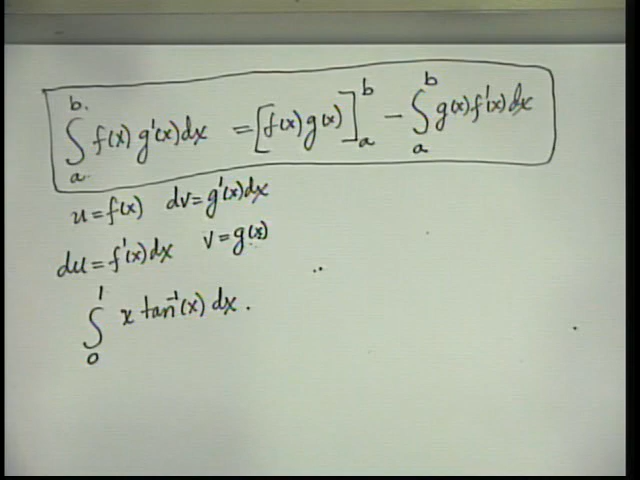 ∫_a^b f(x) g'(x)dx = [f(x)g(x)]_a^b − ∫_a^b g(x)f'(x)dx
u=f(x) dv=g'(x)dx
du=f'(x)dx v=g(x)
∫_0^1 x tan⁻¹(x) dx.